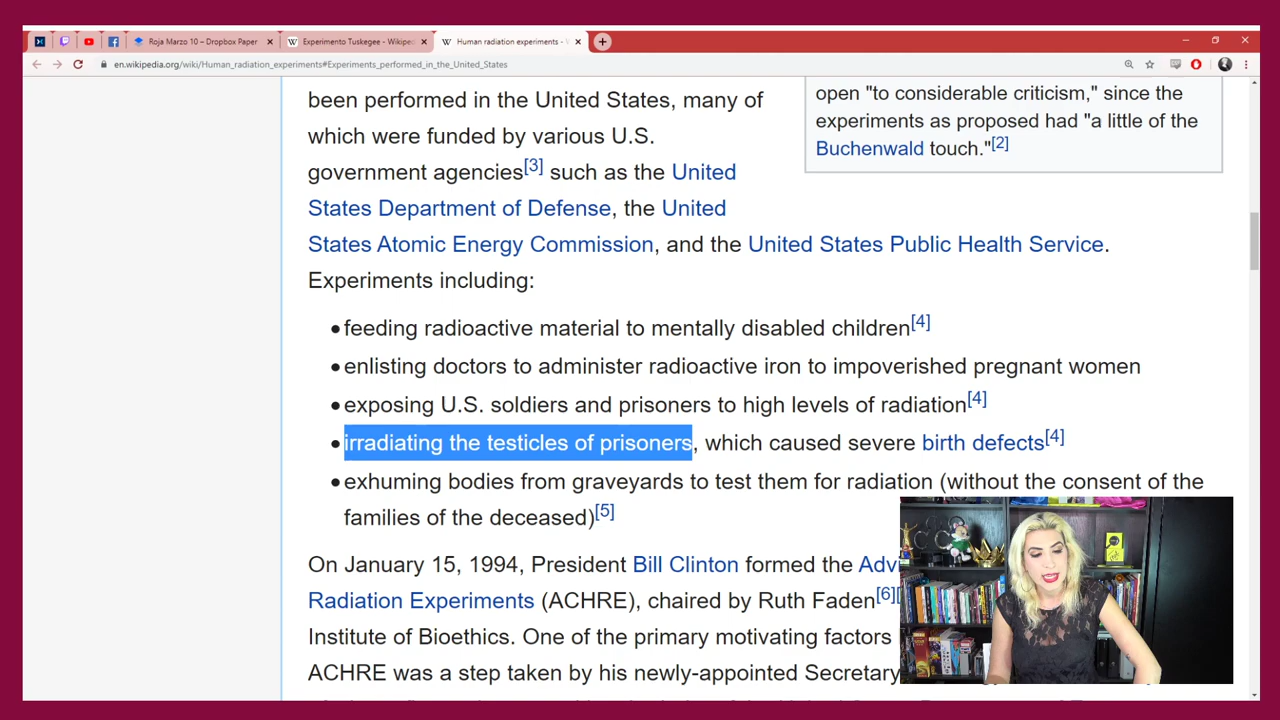 Roja Marzo 10 – Dropbox Paper
Experimento Tuskegee - Wikiped
Human radiation experiments - W
en.wikipedia.org/wiki/Human_radiation_experiments#Experiments_performed_in_the_United_States
been performed in the United States, many of
which were funded by various U.S.
government agencies[3] such as the United
States Department of Defense, the United
States Atomic Energy Commission, and the United States Public Health Service.
Experiments including:
open "to considerable criticism," since the
experiments as proposed had "a little of the
Buchenwald touch."[2]
•feeding radioactive material to mentally disabled children[4]
•enlisting doctors to administer radioactive iron to impoverished pregnant women
•exposing U.S. soldiers and prisoners to high levels of radiation[4]
•irradiating the testicles of prisoners, which caused severe birth defects[4]
•exhuming bodies from graveyards to test them for radiation (without the consent of the
families of the deceased)[5]
On January 15, 1994, President Bill Clinton formed the Adv
Radiation Experiments (ACHRE), chaired by Ruth Faden[6][
Institute of Bioethics. One of the primary motivating factors
ACHRE was a step taken by his newly-appointed Secretary